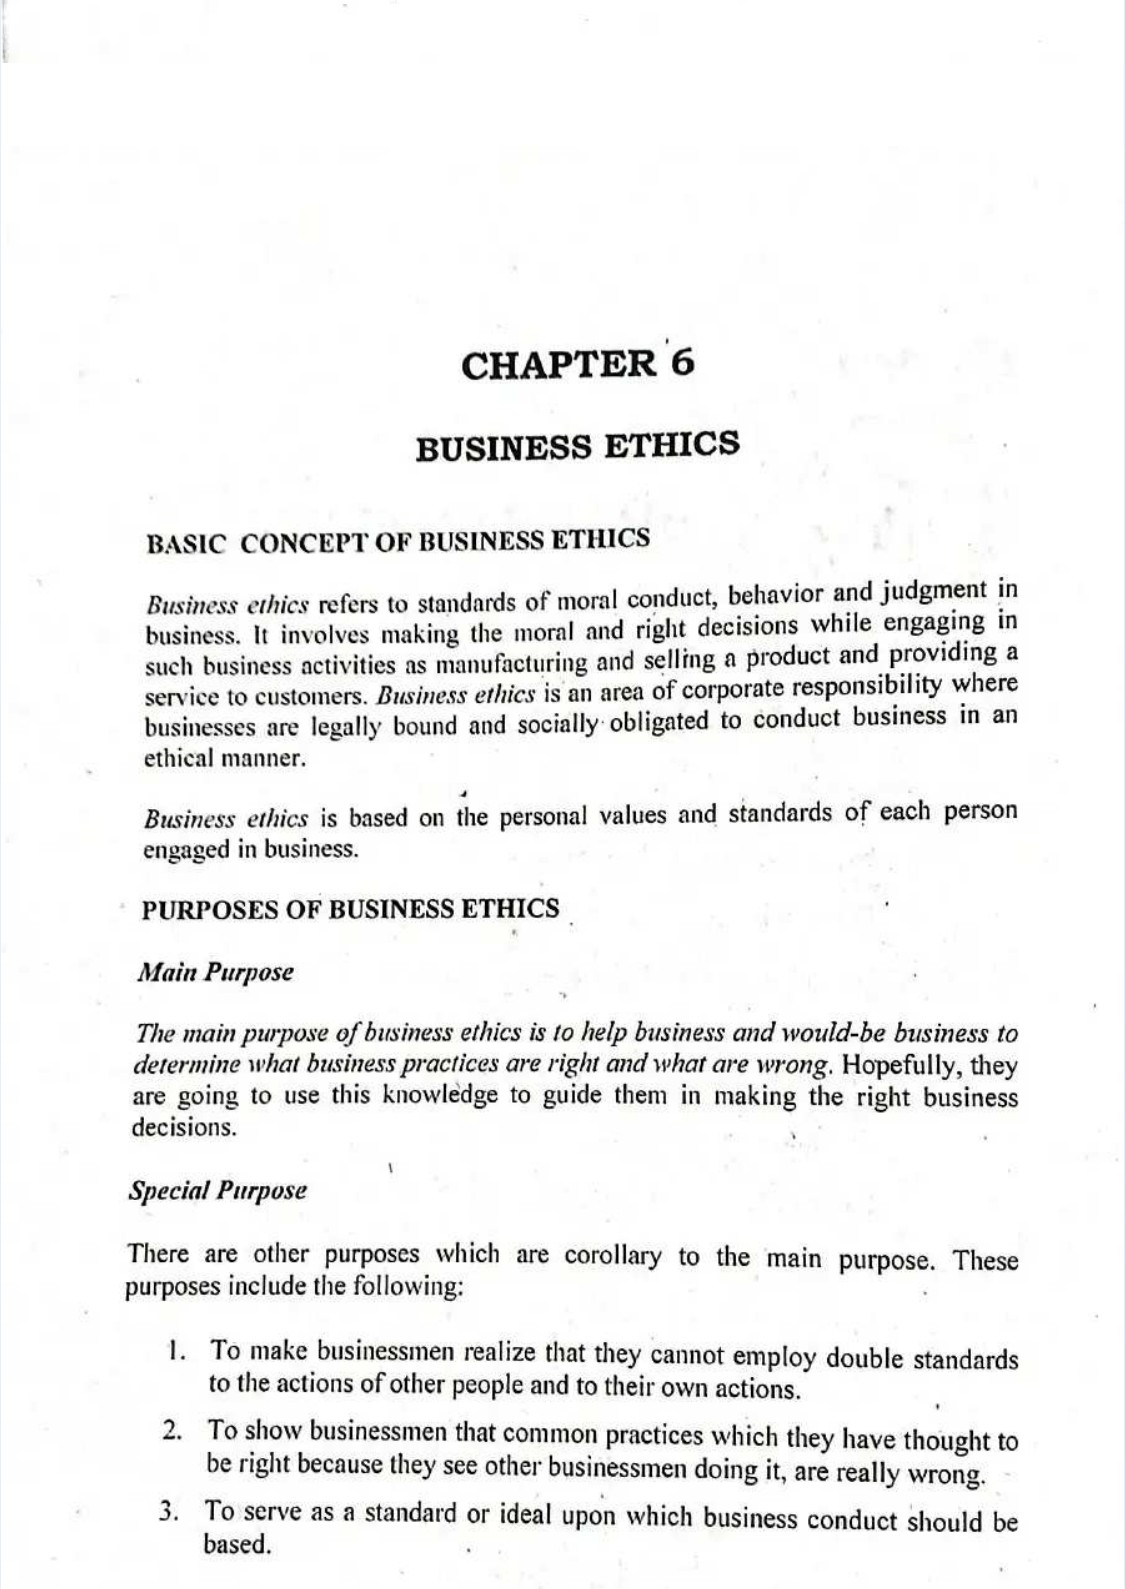 CHAPTER 6
BUSINESS ETHICS
BASIC CONCEPT OF BUSINESS ETHICS
Business ethics refers to standards of moral conduct, behavior and judgment in
business. It involves making the moral and right decisions while engaging in
such business activities as manufacturing and selling a product and providing a
service to customers. Business ethics is an area of corporate responsibility where
businesses are legally bound and socially obligated to conduct business in an
ethical manner.
Business ethics is based on the personal values and standards of each person
engaged in business.
PURPOSES OF BUSINESS ETHICS
Main Purpose
The main purpose of business ethics is to help business and would-be business to
determine what business practices are right and what are wrong. Hopefully, they
are going to use this knowledge to guide them in making the right business
decisions.
Special Purpose
There are other purposes which are corollary to the main purpose. These
purposes include the following:
1. To make businessmen realize that they cannot employ double standards
to the actions of other people and to their own actions.
2. To show businessmen that common practices which they have thought to
be right because they see other businessmen doing it, are really wrong.
3. To serve as a standard or ideal upon which business conduct should be
based.